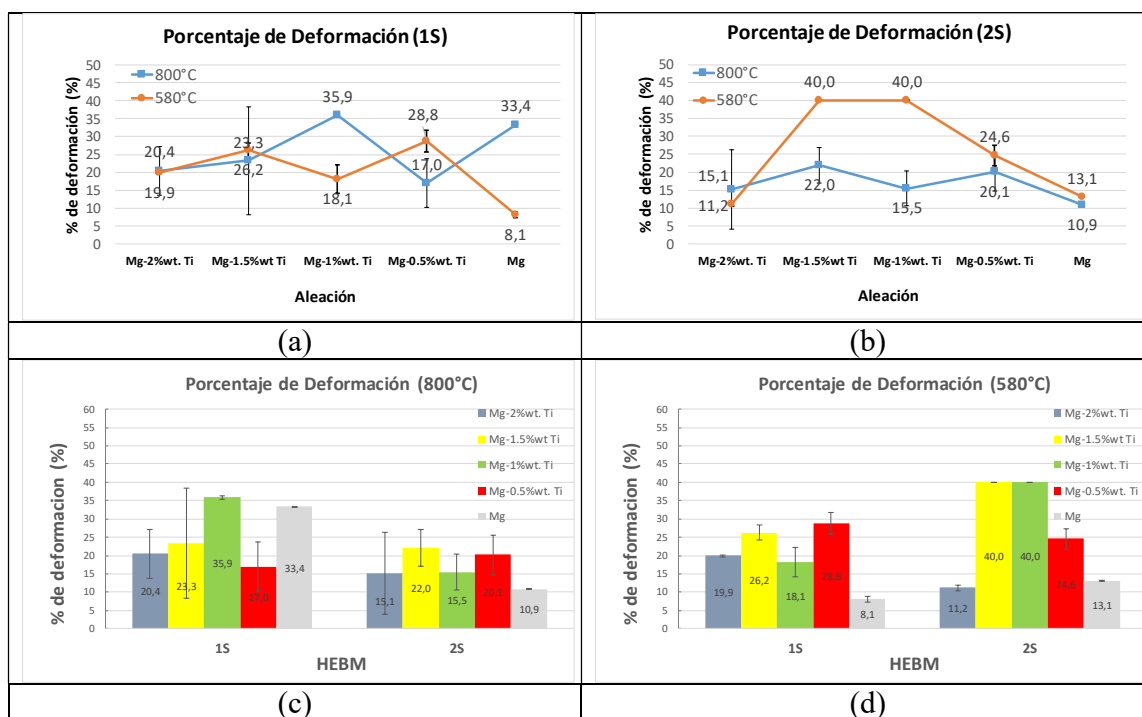 Porcentaje de Deformación (1S)
% de deformación (%)
50
45
40
35
30
25
20
15
10
5
0
800°C
580°C
20,4
19,9
23,3
26,2
35,9
18,1
28,8
17,0
33,4
8,1
Mg-2%wt. Ti Mg-1.5%wt Ti Mg-1%wt. Ti Mg-0.5%wt. Ti Mg
Aleación
(a)
Porcentaje de Deformación (2S)
% de deformación (%)
50
45
40
35
30
25
20
15
10
5
0
800°C
580°C
15,1
11,2
40,0
22,0
40,0
15,5
24,6
20,1
13,1
10,9
Mg-2%wt. Ti Mg-1.5%wt Ti Mg-1%wt. Ti Mg-0.5%wt. Ti Mg
Aleación
(b)
Porcentaje de Deformación (800°C)
% de deformacion (%)
60
55
50
45
40
35
30
25
20
15
10
5
0
Mg-2%wt. Ti
Mg-1.5%wt Ti
Mg-1%wt. Ti
Mg-0.5%wt. Ti
Mg
20,4
23,3
35,9
17,0
33,4
15,1
22,0
15,5
20,1
10,9
1S 2S
HEBM
(c)
Porcentaje de Deformación (580°C)
% de deformacion (%)
60
55
50
45
40
35
30
25
20
15
10
5
0
Mg-2%wt. Ti
Mg-1.5%wt Ti
Mg-1%wt. Ti
Mg-0.5%wt. Ti
Mg
19,9
26,2
18,1
28,8
8,1
11,2
40,0
40,0
24,6
13,1
1S 2S
HEBM
(d)